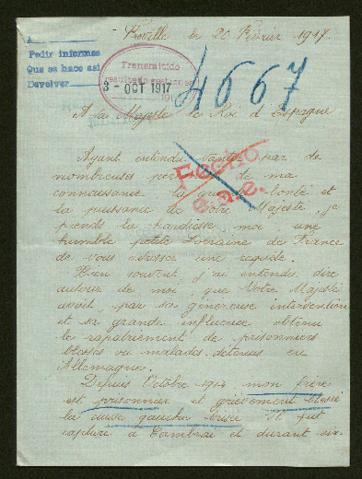 Roville le 20 Février 1917.
Pedir informes
Que se hace así
Devolver
Transmitido
3 - OCT 1917
4667
A sa Majesté le Roi d'Espagne
Ayant entendu vanter par de
nombreuses personnes de ma
connaissance la grande bonté et
la puissance de Votre Majesté, je
prends la hardiesse, moi une
humble petite Lorraine de France
de vous adresser une requête.
Bien souvent j'ai entendu dire
autour de moi, que Votre Majesté
avait, par sa généreuse intervention
et sa grande influence obtenu
le rapatriement de prisonniers
blessés ou malades détenus en
Allemagne.
Depuis Octobre 1914 mon frère
est prisonnier et grièvement blessé
la cuisse gauche brisée il fut
capturé à Cambrai et durant six